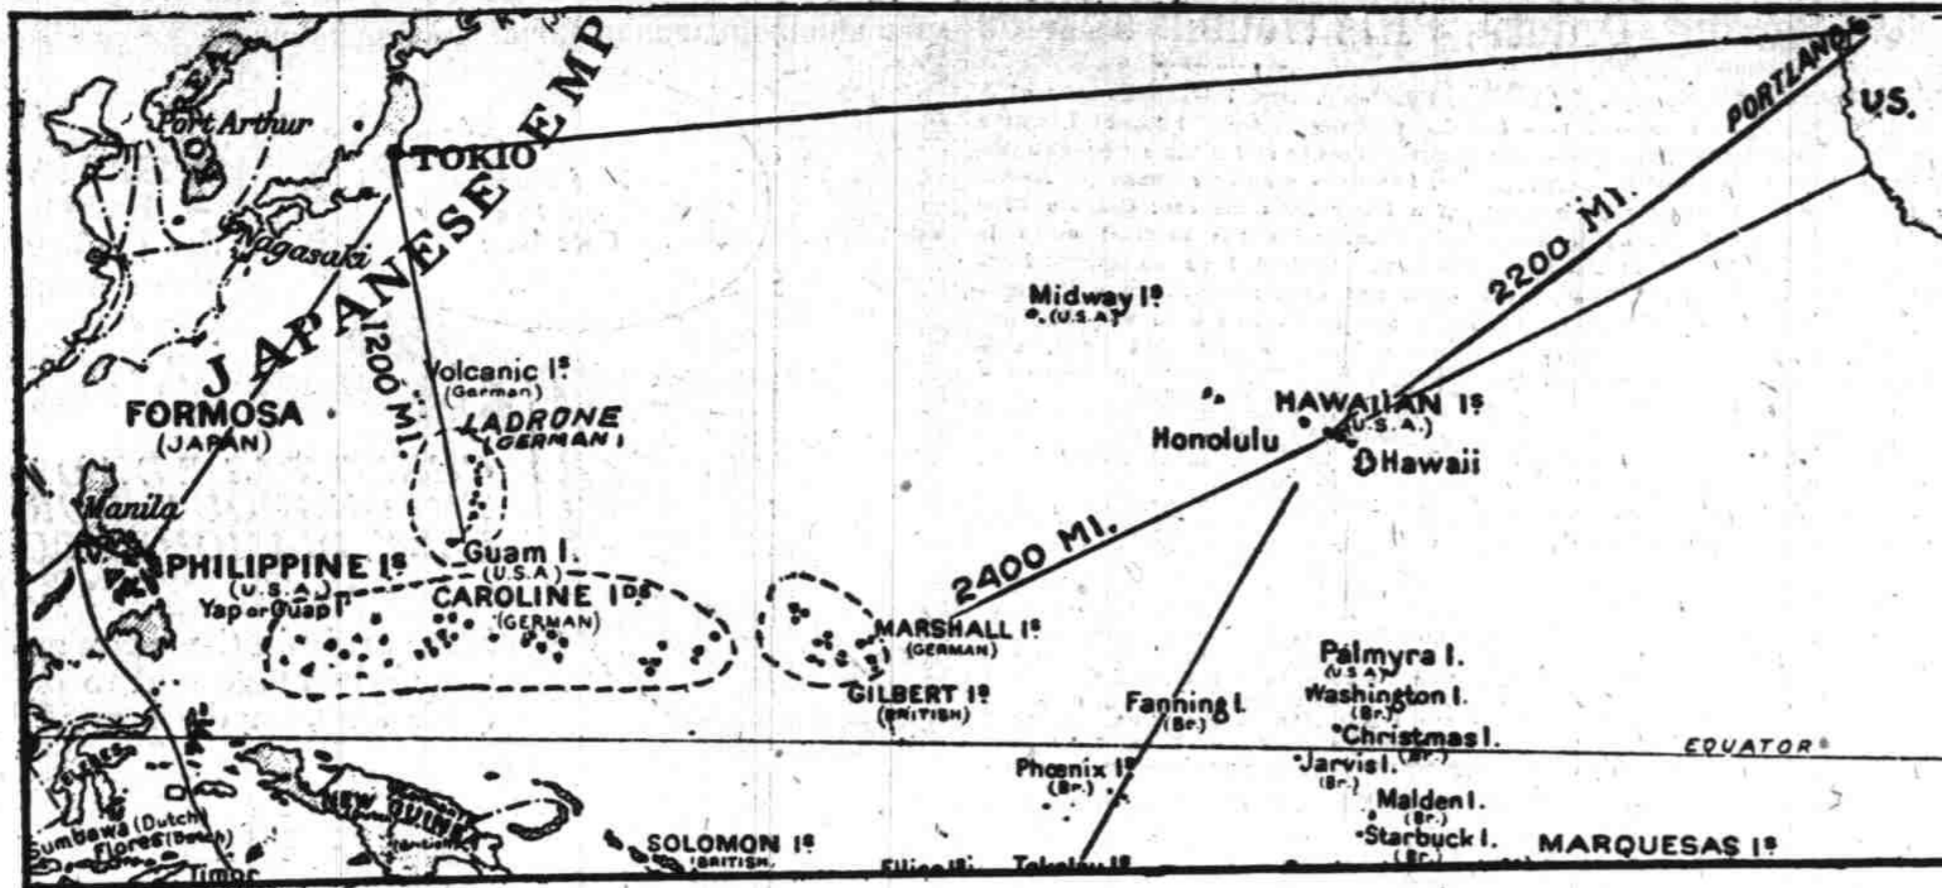 PORTLAND
U.S.
Port Arthur
TOKIO
JAPANESE EMP
Nagasaki
2200 MI.
Midway Is.
(U.S.A)
1200 MI.
Volcanic Is.
(German)
LADRONE
(GERMAN)
FORMOSA
(JAPAN)
HAWAIIAN Is.
(U.S.A.)
Honolulu
Hawaii
Manila
2400 MI.
Guam I.
(U.S.A)
PHILIPPINE Is
(U.S.A.)
Yap or Guap I
CAROLINE IDS.
(GERMAN)
MARSHALL Is
(GERMAN)
GILBERT Is.
(BRITISH)
Fanning I.
(Br.)
Palmyra I.
(U.S.A)
Washington I.
(Br.)
Christmas I.
(Br.)
EQUATOR
Phœnix Is
(Br.)
Jarvis I.
(Br.)
Malden I.
(Br.)
Starbuck I.
(Br.)
MARQUESAS Is.
NEW GUINEA
Sumbawa (Dutch)
Flores (Dutch)
Timor
SOLOMON Is
(BRITISH.